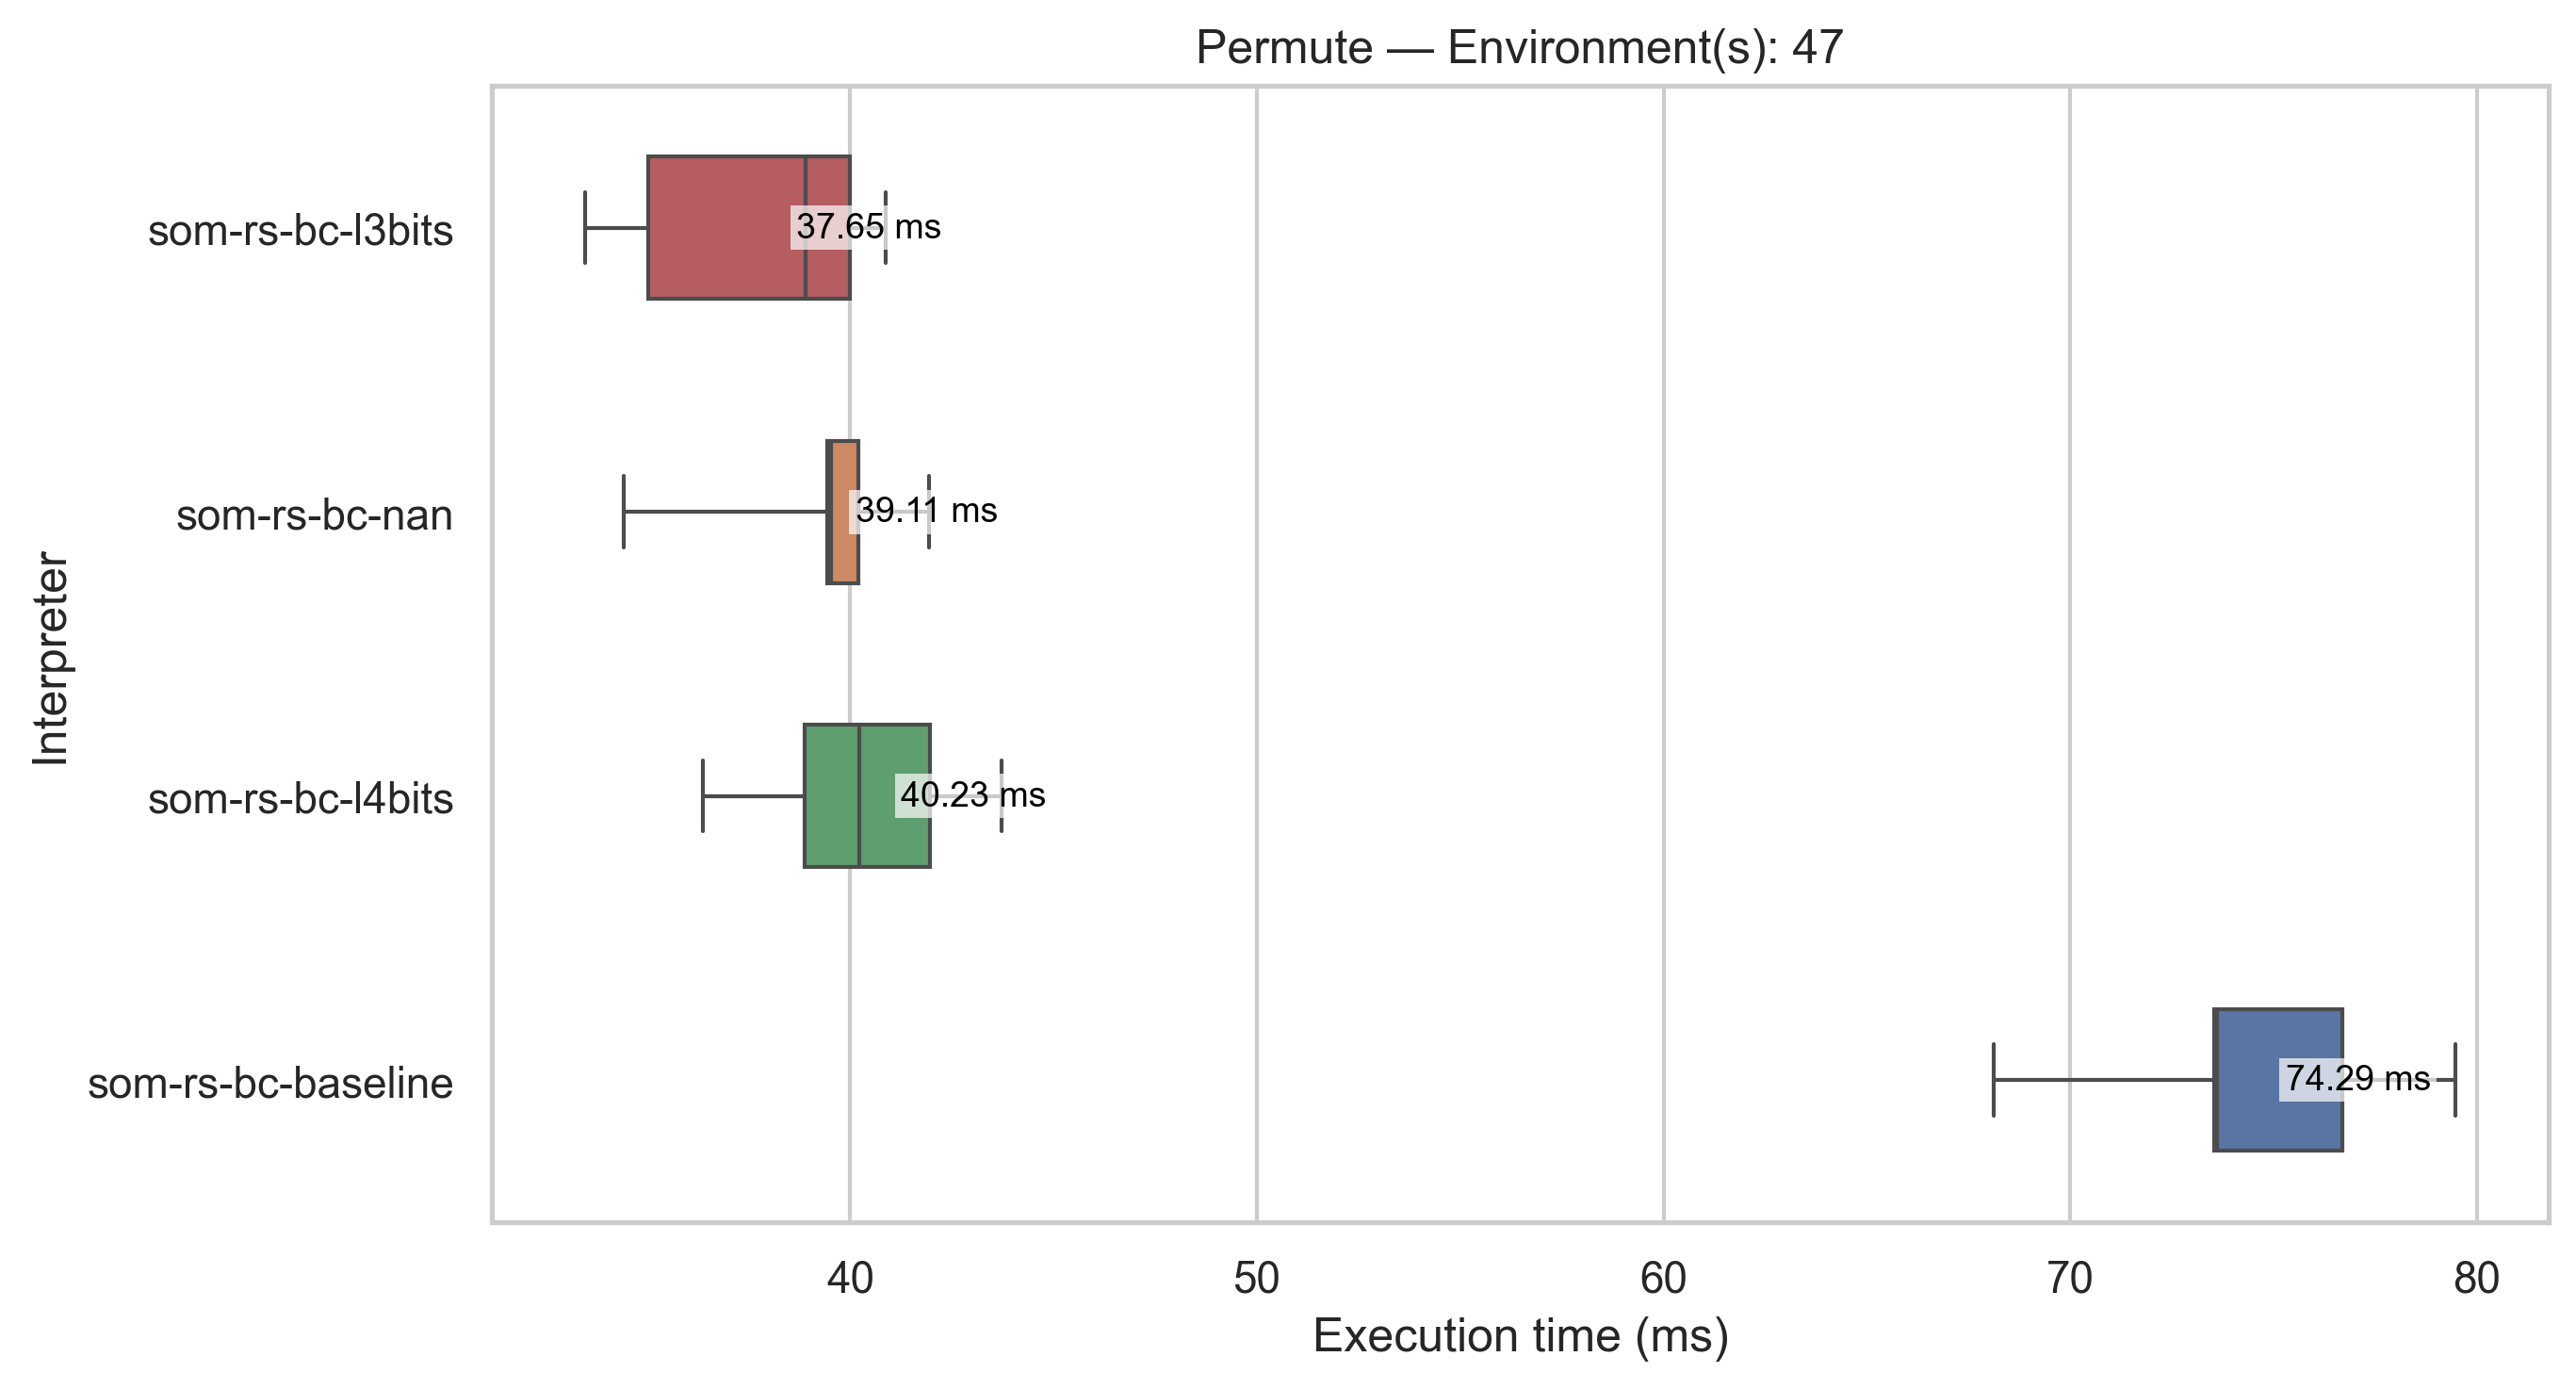 Permute — Environment(s): 47
som-rs-bc-l3bits
37.65 ms
som-rs-bc-nan
39.11 ms
som-rs-bc-l4bits
40.23 ms
som-rs-bc-baseline
74.29 ms
Interpreter
40 50 60 70 80
Execution time (ms)